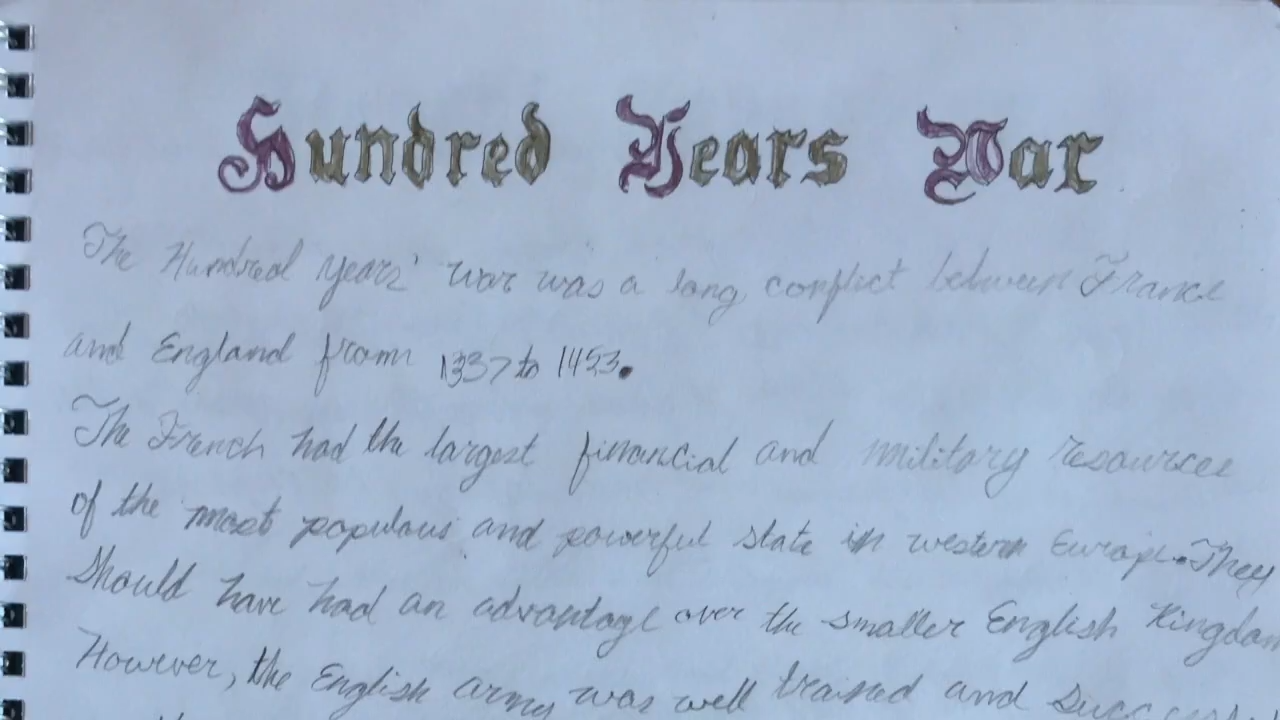 Hundred Years War
The Hundred Years' war was a long conflict between France
and England from 1337 to 1453.
The French had the largest financial and military resources
of the most populous and powerful state in western Europe. They
should have had an advantage over the smaller English Kingdom
However, the English army was well trained and